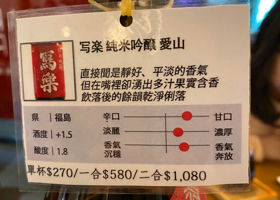 写楽 純米吟醸 愛山
寫樂
直接聞是靜好、平淡的香氣
但在嘴裡卻湧出多汁果實含香
飲落後的餘韻乾淨俐落
県 | 福島
酒度 | +1.5
酸度 | 1.8
辛口 甘口
淡麗 濃厚
香氣沉穩 香氣奔放
單杯$270/一合$580/二合$1,080